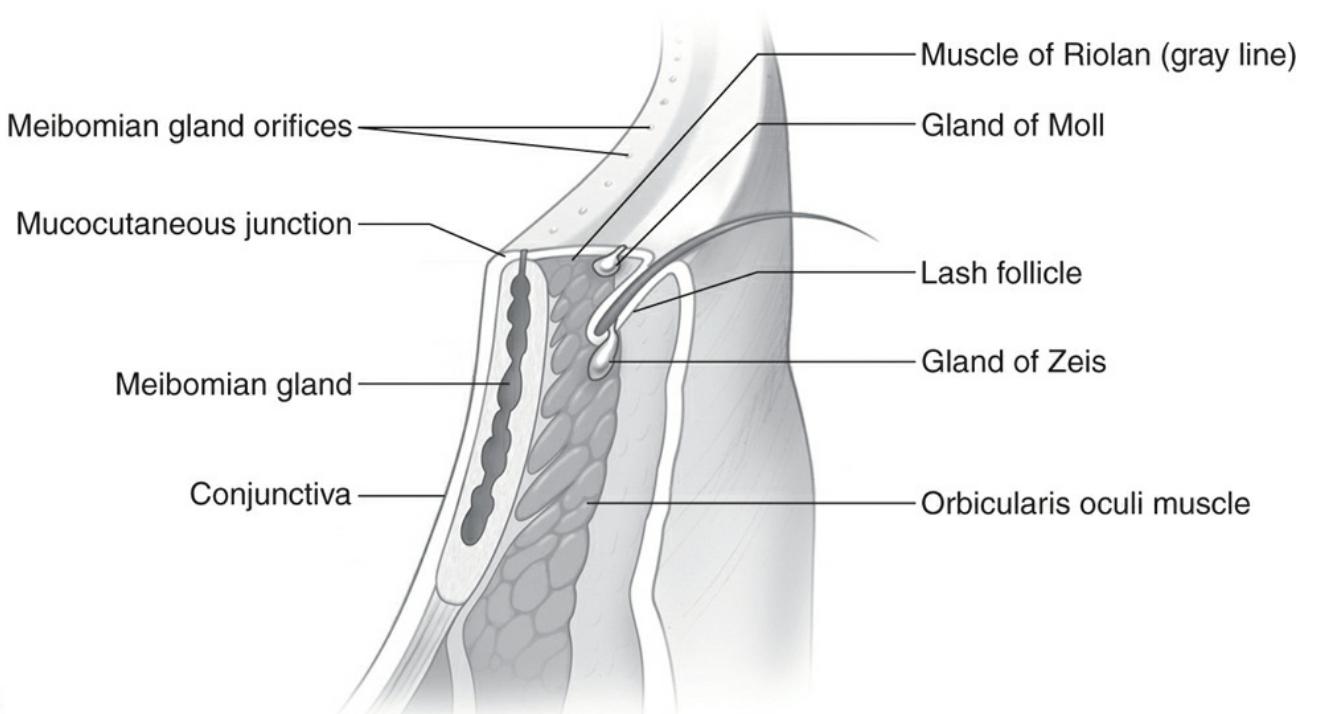 Muscle of Riolan (gray line)
Meibomian gland orifices
Gland of Moll
Mucocutaneous junction
Lash follicle
Gland of Zeis
Meibomian gland
Conjunctiva
Orbicularis oculi muscle